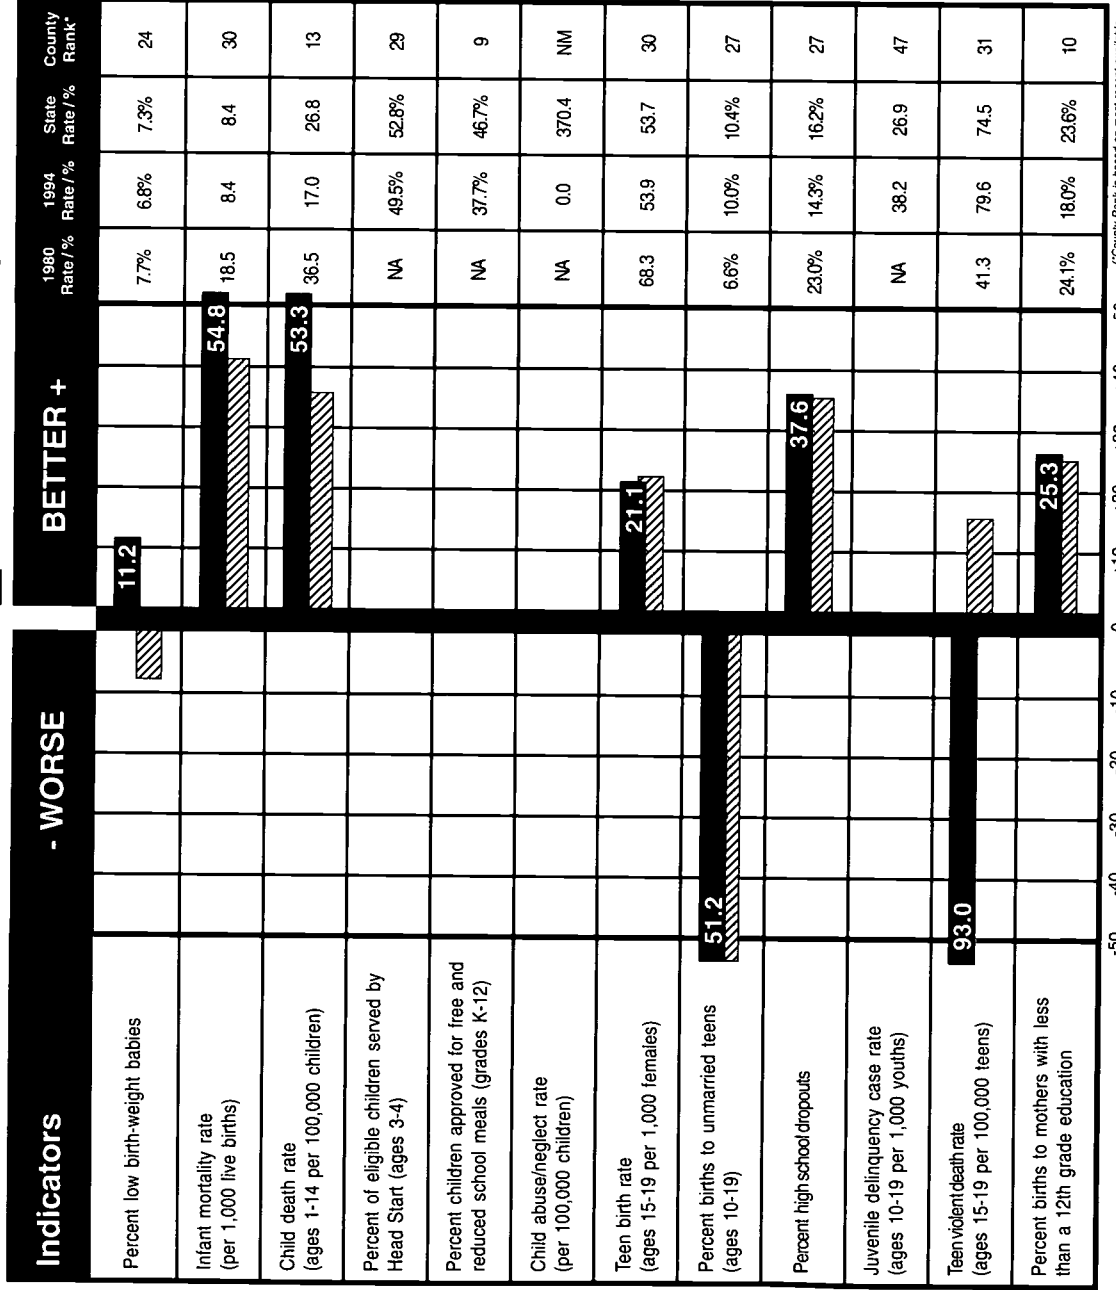 Indicators - WORSE BETTER + 1980 Rate / % 1994 Rate / % State Rate / % County Rank*
Percent low birth-weight babies 11.2 7.7% 6.8% 7.3% 24
Infant mortality rate
(per 1,000 live births) 54.8 18.5 8.4 8.4 30
Child death rate
(ages 1-14 per 100,000 children) 53.3 36.5 17.0 26.8 13
Percent of eligible children served by
Head Start (ages 3-4) NA 49.5% 52.8% 29
Percent children approved for free and
reduced school meals (grades K-12) NA 37.7% 46.7% 9
Child abuse/neglect rate
(per 100,000 children) NA 0.0 370.4 NM
Teen birth rate
(ages 15-19 per 1,000 females) 21.1 68.3 53.9 53.7 30
Percent births to unmarried teens
(ages 10-19) 51.2 6.6% 10.0% 10.4% 27
Percent high school dropouts 37.6 23.0% 14.3% 16.2% 27
Juvenile delinquency case rate
(ages 10-19 per 1,000 youths) NA 38.2 26.9 47
Teen violent death rate
(ages 15-19 per 100,000 teens) 93.0 41.3 79.6 74.5 31
Percent births to mothers with less
than a 12th grade education 25.3 24.1% 18.0% 23.6% 10
-50 -40 -30 -20 -10 0 +10 +20 +30